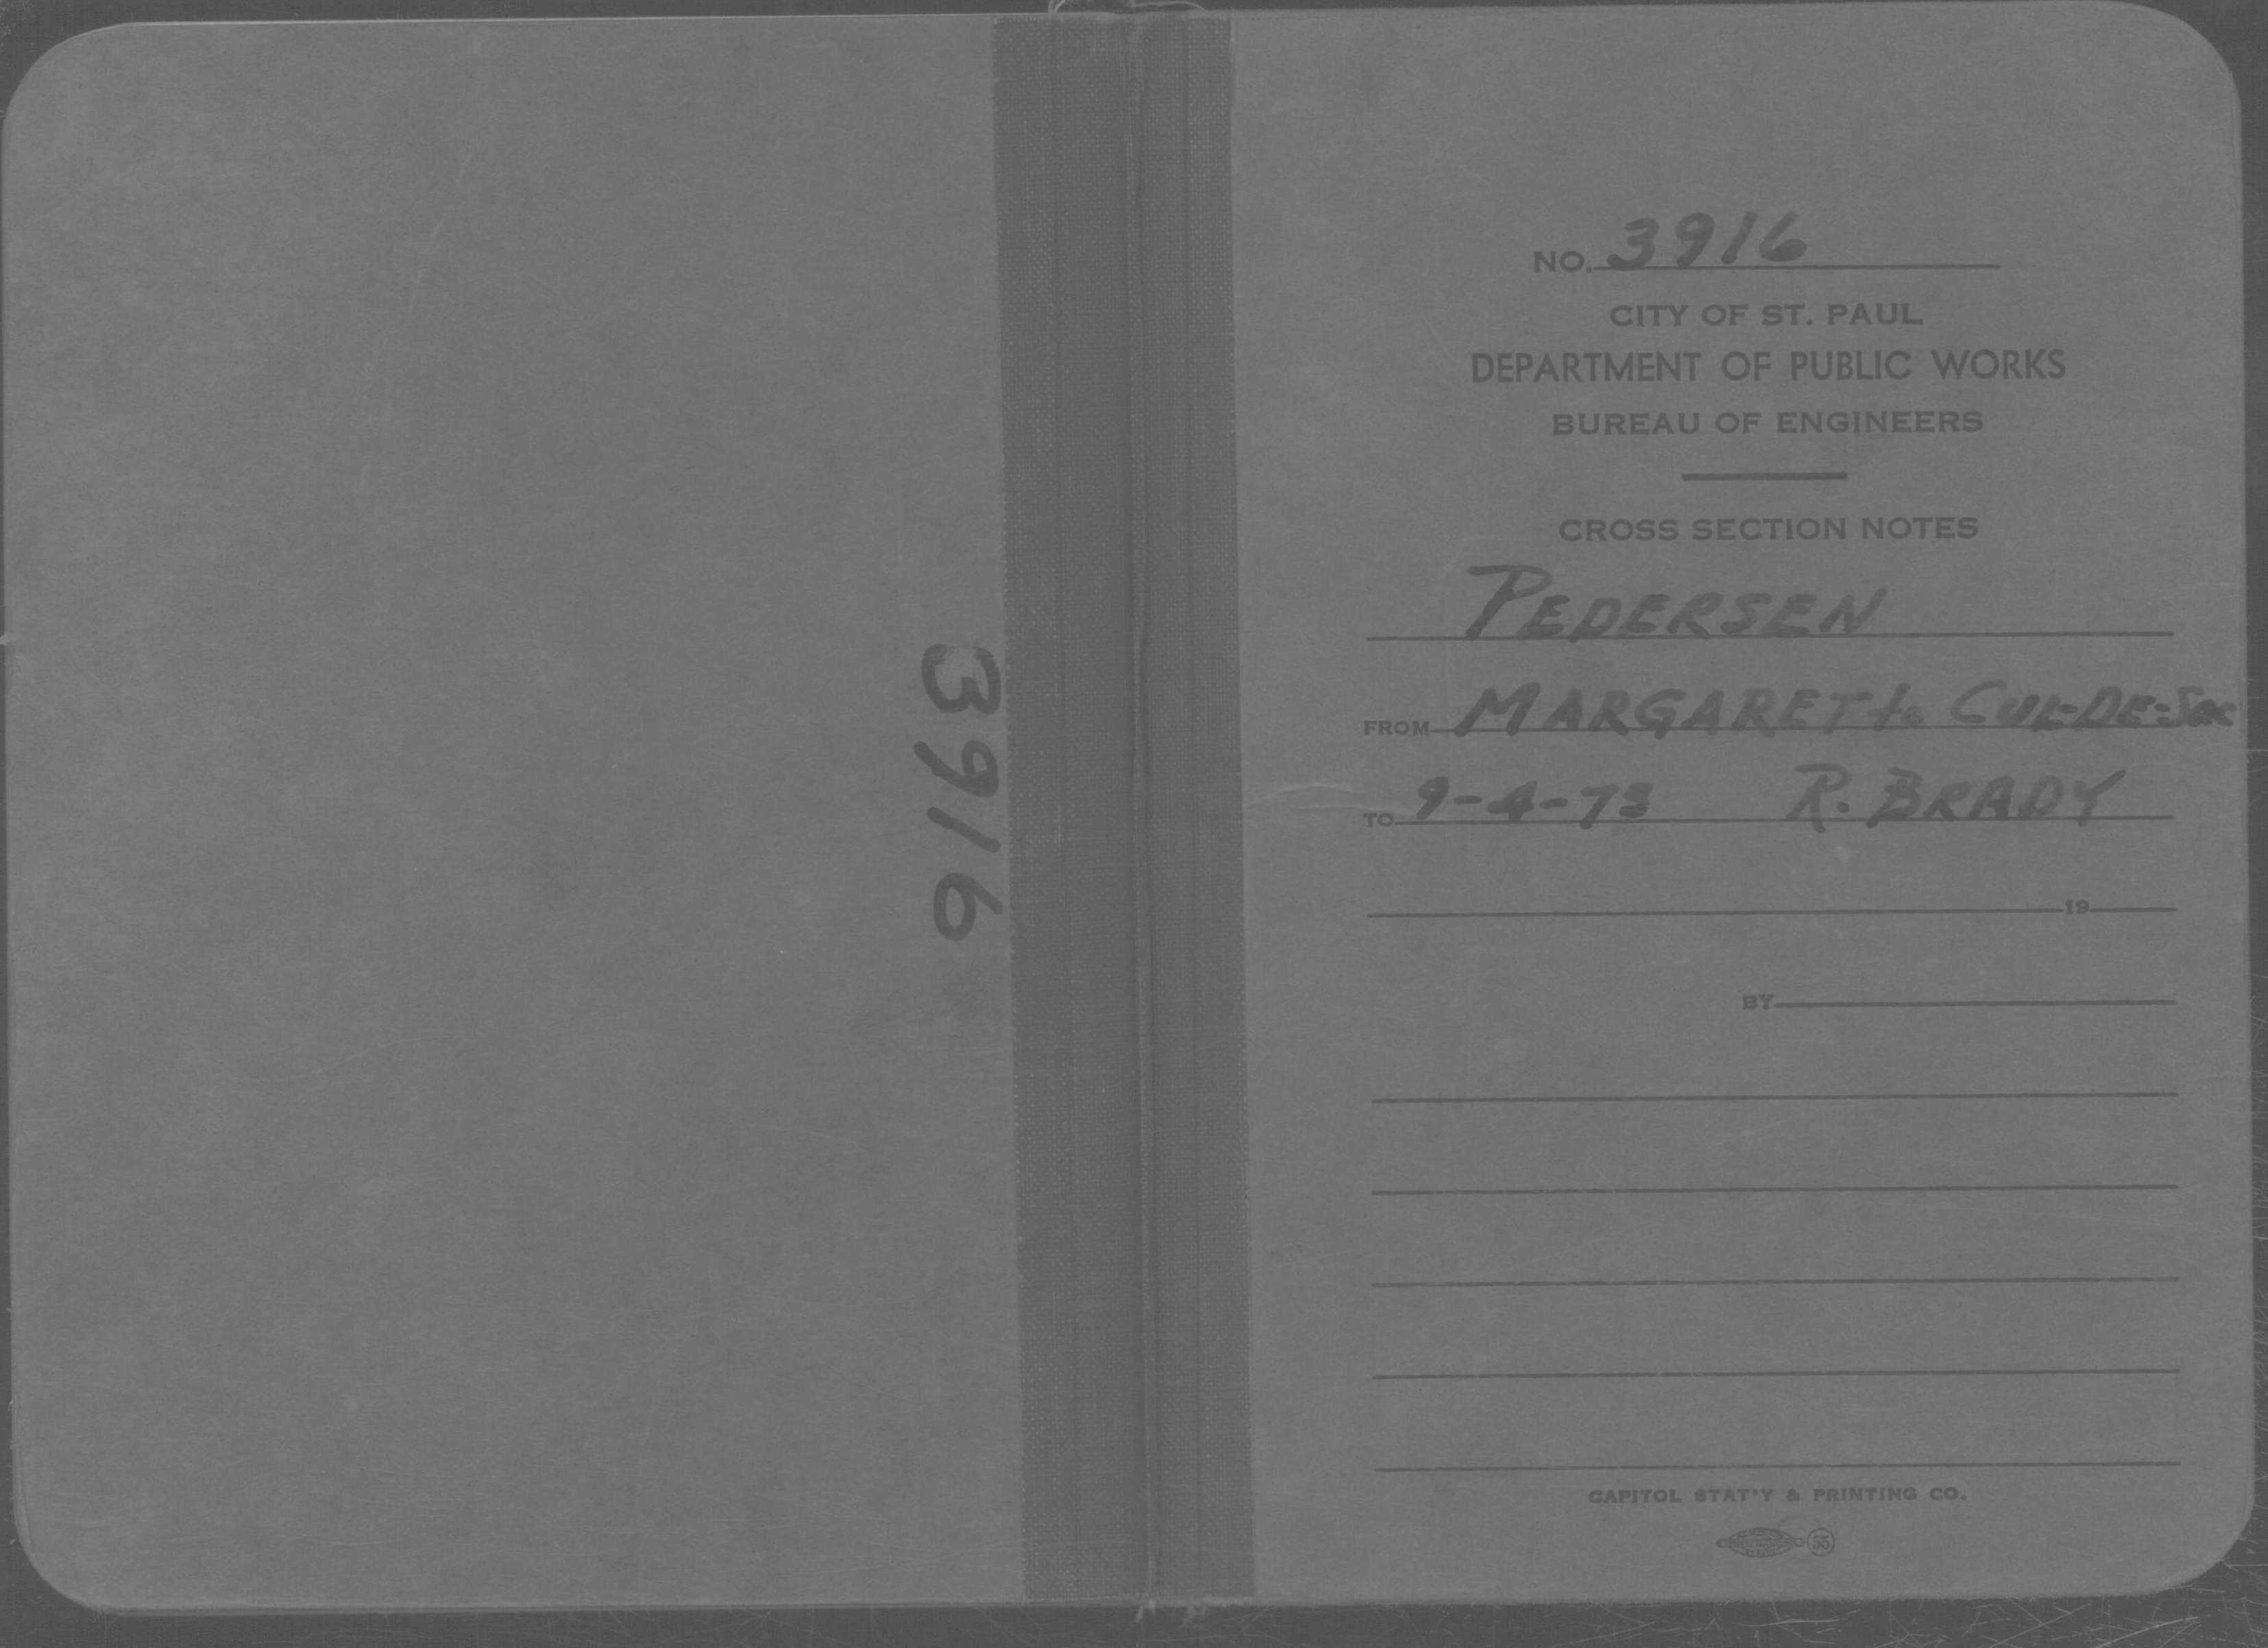 3916
NO. 3916
CITY OF ST. PAUL
DEPARTMENT OF PUBLIC WORKS
BUREAU OF ENGINEERS
CROSS SECTION NOTES
PEDERSEN
FROM MARGARET to CUL-DE-SAC
TO 9-4-73 R. BRADY
19
BY
CAPITOL STAT'Y & PRINTING CO.
55